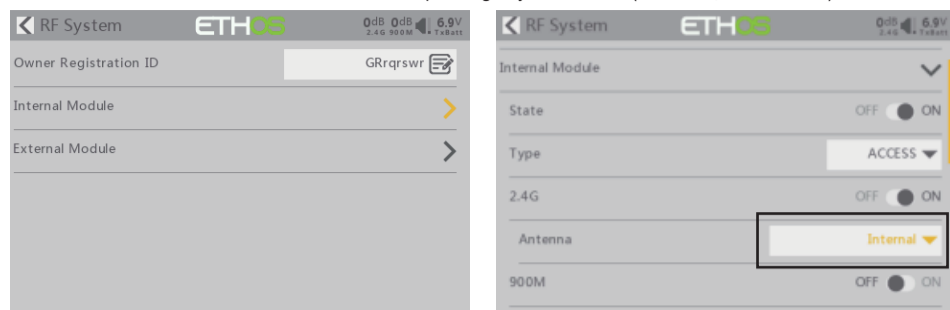 RF System ETHOS 0dB 0dB 6.9V
2.4G 900M TxBatt
Owner Registration ID GRrqrswr
Internal Module
External Module
RF System ETHOS 0dB 6.9V
2.4G TxBatt
Internal Module
State OFF ON
Type ACCESS
2.4G OFF ON
Antenna Internal
900M OFF ON